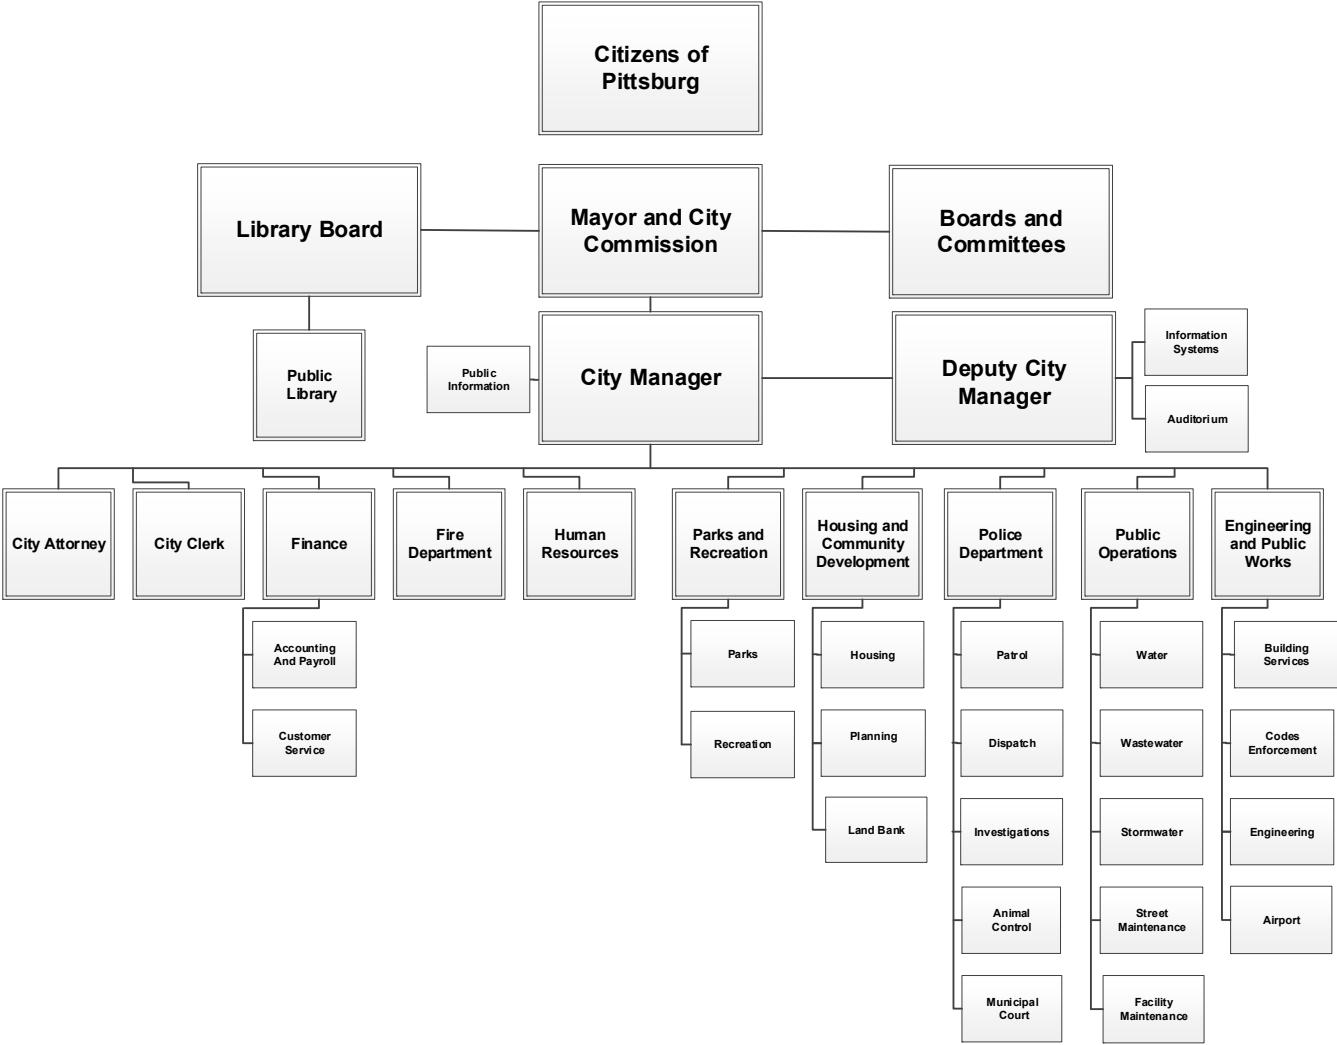 Citizens of
Pittsburg
Library Board
Mayor and City
Commission
Boards and
Committees
Public
Library
Public
Information
City Manager
Deputy City
Manager
Information
Systems
Auditorium
City Attorney
City Clerk
Finance
Fire
Department
Human
Resources
Parks and
Recreation
Housing and
Community
Development
Police
Department
Public
Operations
Engineering
and Public
Works
Accounting
And Payroll
Customer
Service
Parks
Recreation
Housing
Planning
Land Bank
Patrol
Dispatch
Investigations
Animal
Control
Municipal
Court
Water
Wastewater
Stormwater
Street
Maintenance
Facility
Maintenance
Building
Services
Codes
Enforcement
Engineering
Airport